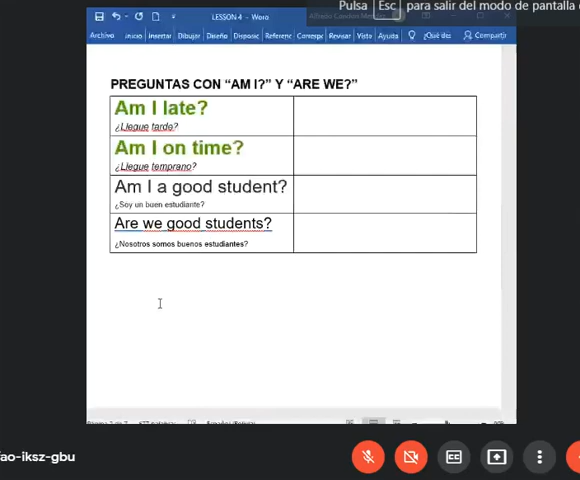 Pulsa Esc para salir del modo de pantalla
LESSON 4 - Word
Archivo Inicio Insertar Dibujar Diseño Disposic Referenc Corresp Revisar Vista Ayuda ¿Qué des Compartir
PREGUNTAS CON “AM I?” Y “ARE WE?”
Am I late?
¿Llegue tarde?
Am I on time?
¿Llegue temprano?
Am I a good student?
¿Soy un buen estudiante?
Are we good students?
¿Nosotros somos buenos estudiantes?
ao-iksz-gbu